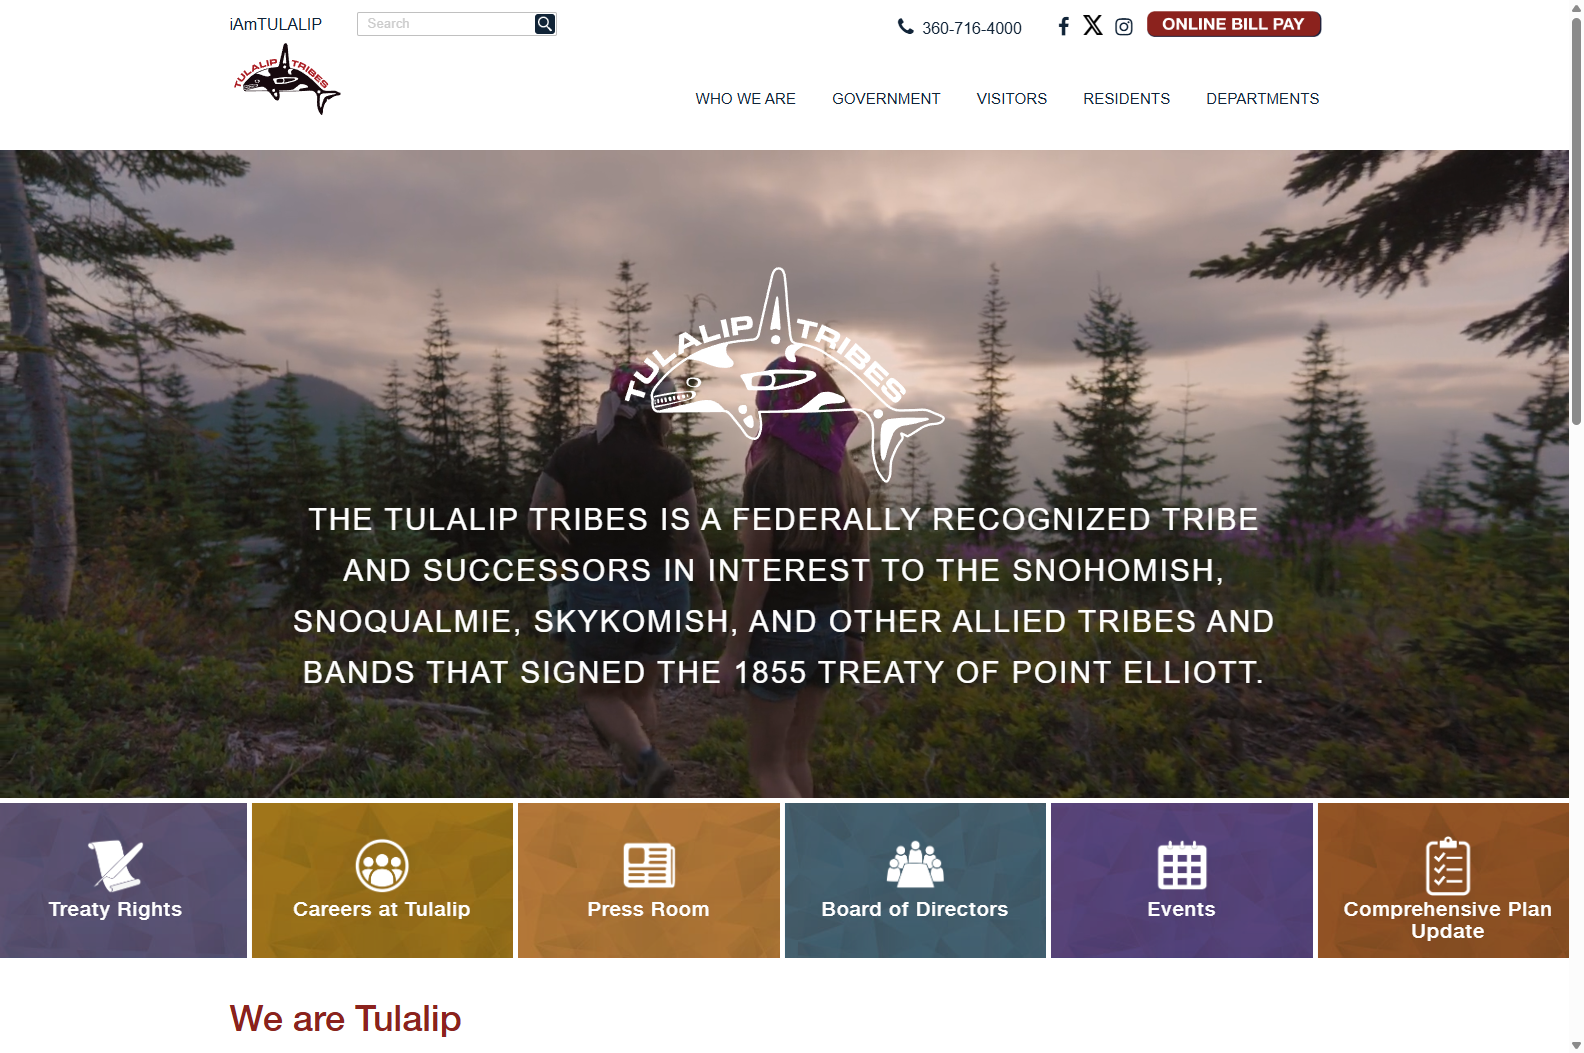 iAmTULALIP
Search
360-716-4000
ONLINE BILL PAY
TULALIP TRIBES
WHO WE ARE
GOVERNMENT
VISITORS
RESIDENTS
DEPARTMENTS
TULALIP TRIBES
THE TULALIP TRIBES IS A FEDERALLY RECOGNIZED TRIBE
AND SUCCESSORS IN INTEREST TO THE SNOHOMISH,
SNOQUALMIE, SKYKOMISH, AND OTHER ALLIED TRIBES AND
BANDS THAT SIGNED THE 1855 TREATY OF POINT ELLIOTT.
Treaty Rights
Careers at Tulalip
Press Room
Board of Directors
Events
Comprehensive Plan
Update
We are Tulalip